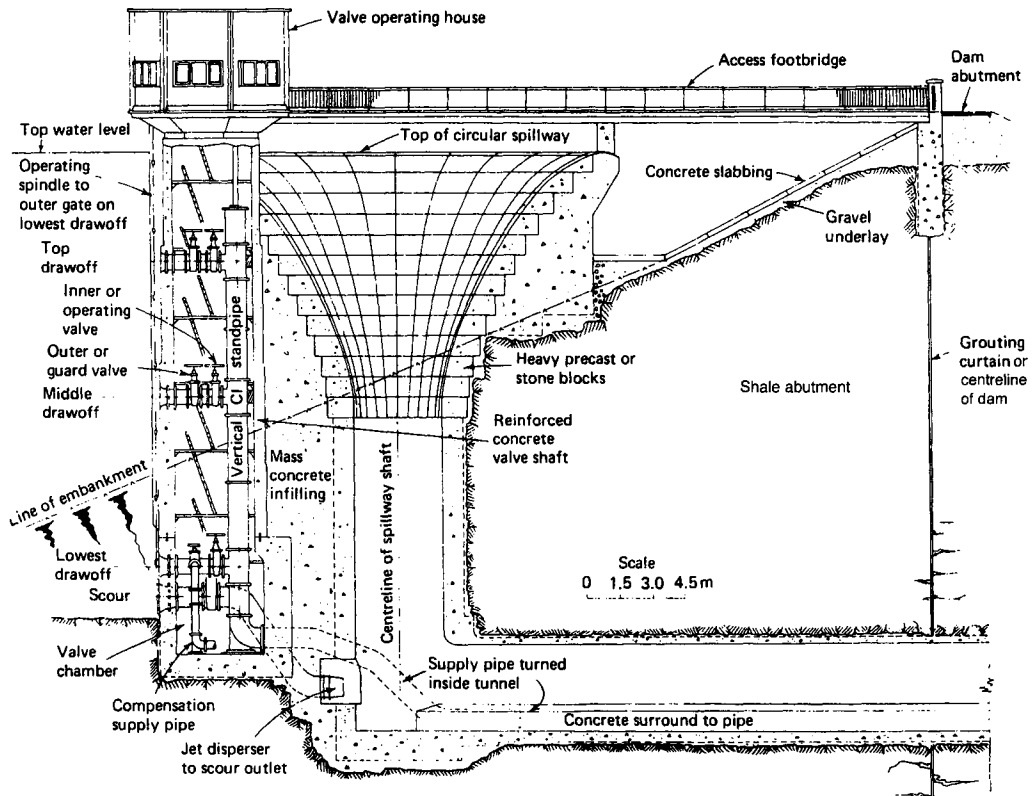 Valve operating house
Access footbridge
Dam
abutment
Top water level
Top of circular spillway
Operating
spindle to
outer gate on
lowest drawoff
Concrete slabbing
Gravel
underlay
Top
drawoff
Inner or
operating
valve
Outer or
guard valve
Middle
drawoff
Vertical CI standpipe
Heavy precast or
stone blocks
Shale abutment
Grouting
curtain or
centreline
of dam
Reinforced
concrete
valve shaft
Mass
concrete
infilling
Line of embankment
Centreline of spillway shaft
Lowest
drawoff
Scour
Scale
0 1.5 3.0 4.5m
Valve
chamber
Supply pipe turned
inside tunnel
Compensation
supply pipe
Concrete surround to pipe
Jet disperser
to scour outlet